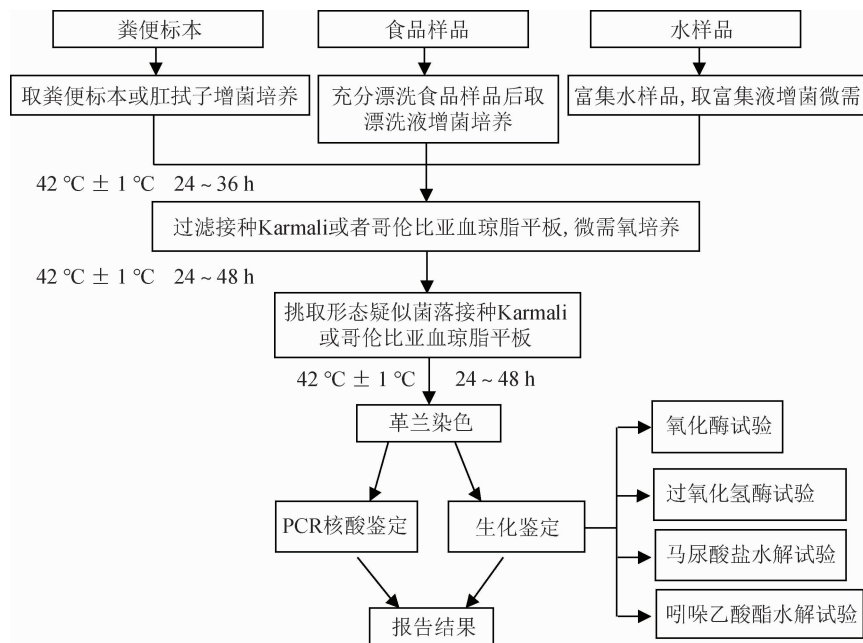 粪便标本
食品样品
水样品
取粪便标本或肛拭子增菌培养
充分漂洗食品样品后取
漂洗液增菌培养
富集水样品，取富集液增菌微需
42 ℃ ± 1 ℃ 24 ~ 36 h
过滤接种Karmali或者哥伦比亚血琼脂平板，微需氧培养
42 ℃ ± 1 ℃ 24 ~ 48 h
挑取形态疑似菌落接种Karmali
或哥伦比亚血琼脂平板
42 ℃ ± 1 ℃ 24 ~ 48 h
革兰染色
氧化酶试验
过氧化氢酶试验
PCR核酸鉴定
生化鉴定
马尿酸盐水解试验
吲哚乙酸酯水解试验
报告结果